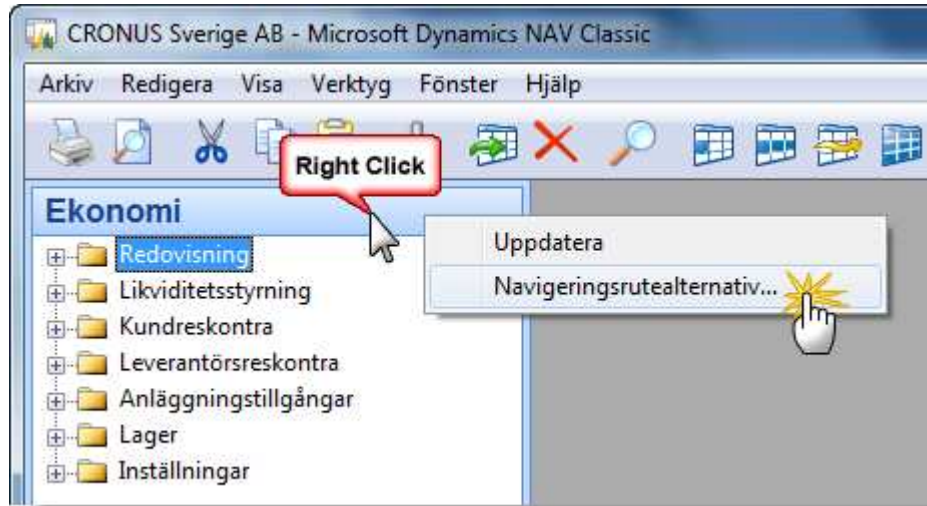 CRONUS Sverige AB - Microsoft Dynamics NAV Classic
Arkiv Redigera Visa Verktyg Fönster Hjälp
Right Click
Ekonomi
Uppdatera
Navigeringsrutealternativ...
Redovisning
Likviditetsstyrning
Kundreskontra
Leverantörsreskontra
Anläggningstillgångar
Lager
Inställningar